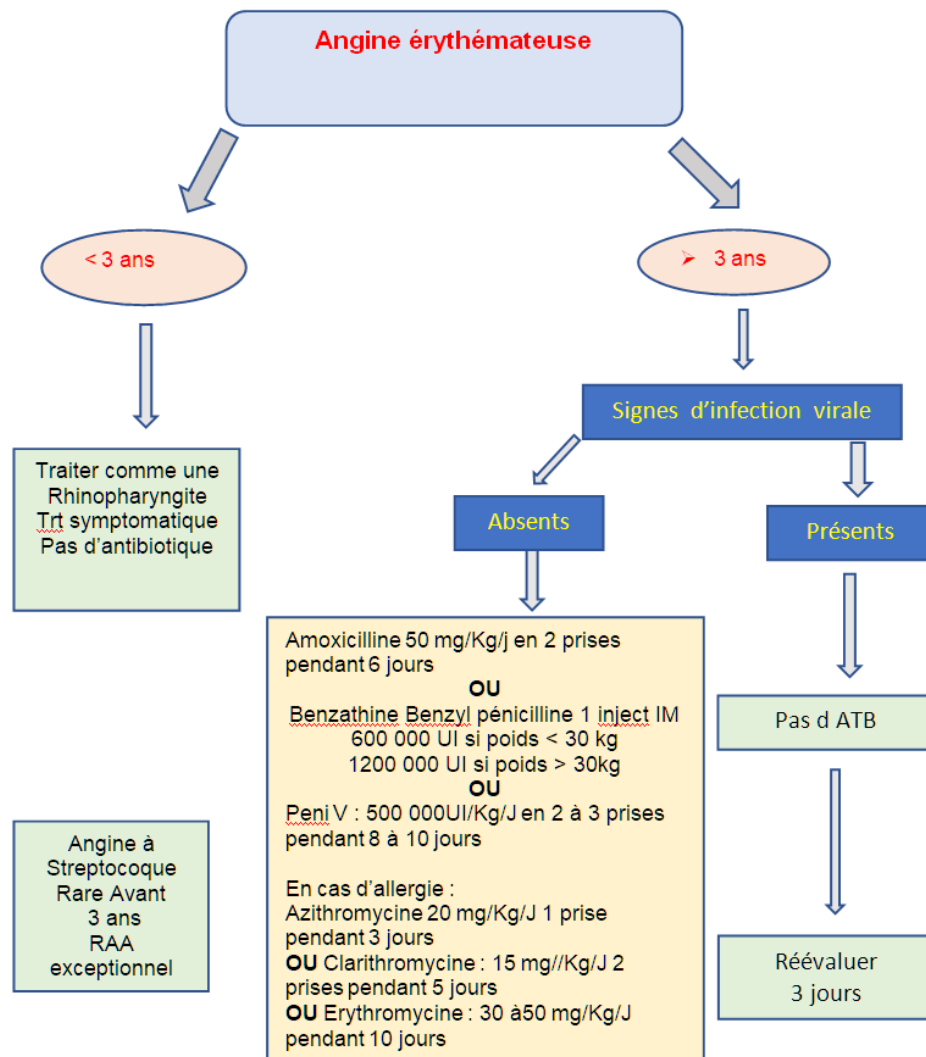 Angine érythémateuse
< 3 ans
➢ 3 ans
Signes d'infection virale
Traiter comme une
Rhinopharyngite
Trt symptomatique
Pas d'antibiotique
Absents
Présents
Amoxicilline 50 mg/Kg/j en 2 prises
pendant 6 jours
OU
Benzathine Benzyl pénicilline 1 inject IM
600 000 UI si poids < 30 kg
1200 000 UI si poids > 30kg
OU
Peni V : 500 000UI/Kg/J en 2 à 3 prises
pendant 8 à 10 jours
En cas d'allergie :
Azithromycine 20 mg/Kg/J 1 prise
pendant 3 jours
OU Clarithromycine : 15 mg//Kg/J 2
prises pendant 5 jours
OU Erythromycine : 30 à50 mg/Kg/J
pendant 10 jours
Pas d ATB
Angine à
Streptocoque
Rare Avant
3 ans
RAA
exceptionnel
Réévaluer
3 jours